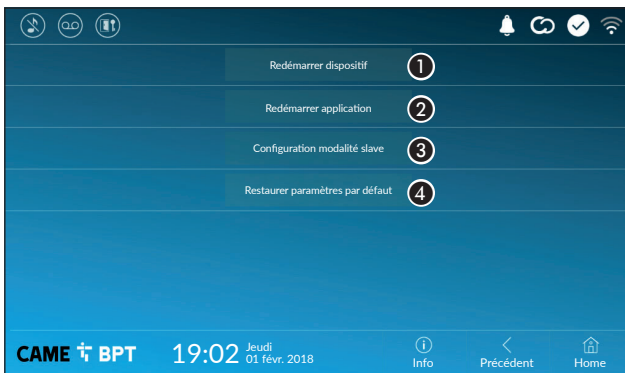 Redémarrer dispositif 1
Redémarrer application 2
Configuration modalité slave 3
Restaurer paramètres par défaut 4
CAME BPT 19:02 Jeudi
01 févr. 2018
Info Précédent Home